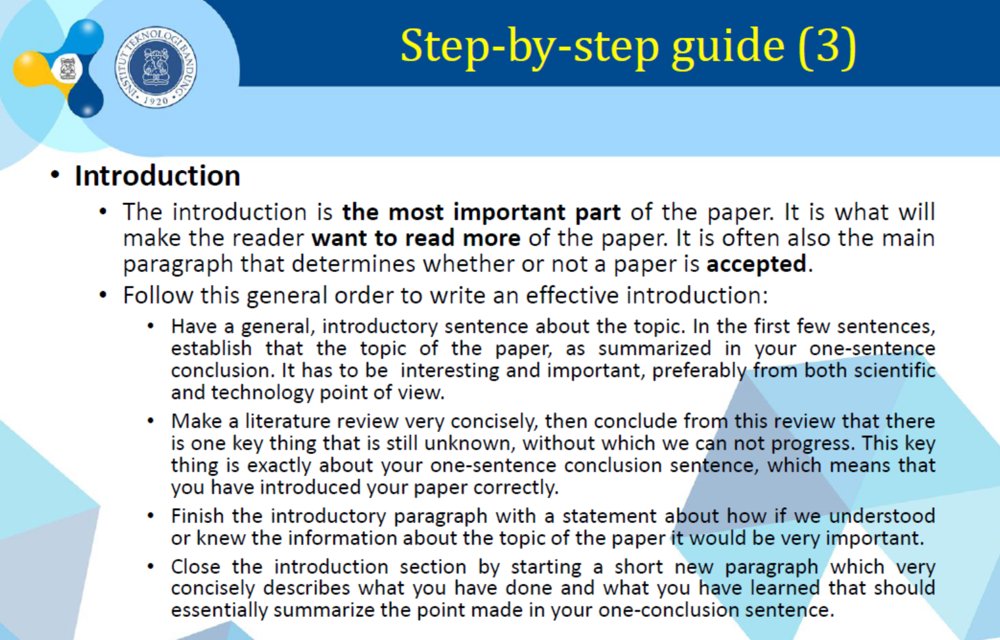 INSTITUT TEKNOLOGI BANDUNG
1920
Step-by-step guide (3)
• Introduction
• The introduction is the most important part of the paper. It is what will
make the reader want to read more of the paper. It is often also the main
paragraph that determines whether or not a paper is accepted.
• Follow this general order to write an effective introduction:
• Have a general, introductory sentence about the topic. In the first few sentences,
establish that the topic of the paper, as summarized in your one-sentence
conclusion. It has to be interesting and important, preferably from both scientific
and technology point of view.
• Make a literature review very concisely, then conclude from this review that there
is one key thing that is still unknown, without which we can not progress. This key
thing is exactly about your one-sentence conclusion sentence, which means that
you have introduced your paper correctly.
• Finish the introductory paragraph with a statement about how if we understood
or knew the information about the topic of the paper it would be very important.
• Close the introduction section by starting a short new paragraph which very
concisely describes what you have done and what you have learned that should
essentially summarize the point made in your one-conclusion sentence.